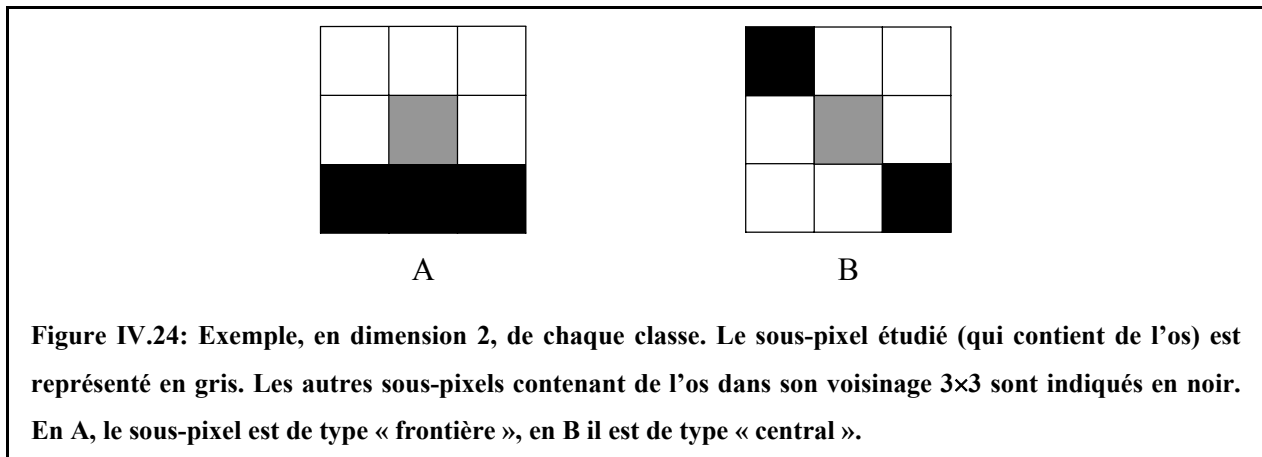 A B
Figure IV.24: Exemple, en dimension 2, de chaque classe. Le sous-pixel étudié (qui contient de l’os) est
représenté en gris. Les autres sous-pixels contenant de l’os dans son voisinage 3×3 sont indiqués en noir.
En A, le sous-pixel est de type « frontière », en B il est de type « central ».